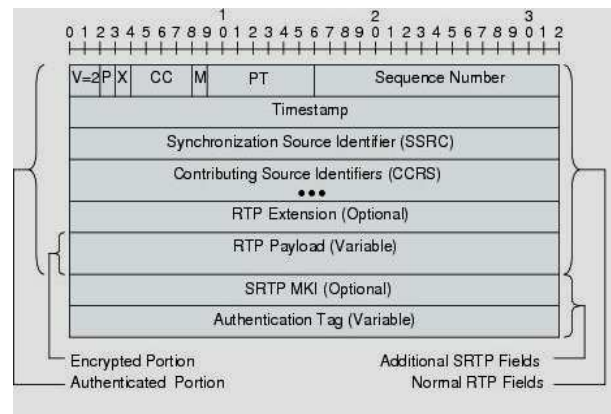 1 2 3
0 1 2 3 4 5 6 7 8 9 0 1 2 3 4 5 6 7 8 9 0 1 2 3 4 5 6 7 8 9 0 1 2
V=2 P X CC M PT Sequence Number
Timestamp
Synchronization Source Identifier (SSRC)
Contributing Source Identifiers (CCRS)
•••
RTP Extension (Optional)
RTP Payload (Variable)
SRTP MKI (Optional)
Authentication Tag (Variable)
Encrypted Portion Additional SRTP Fields
Authenticated Portion Normal RTP Fields